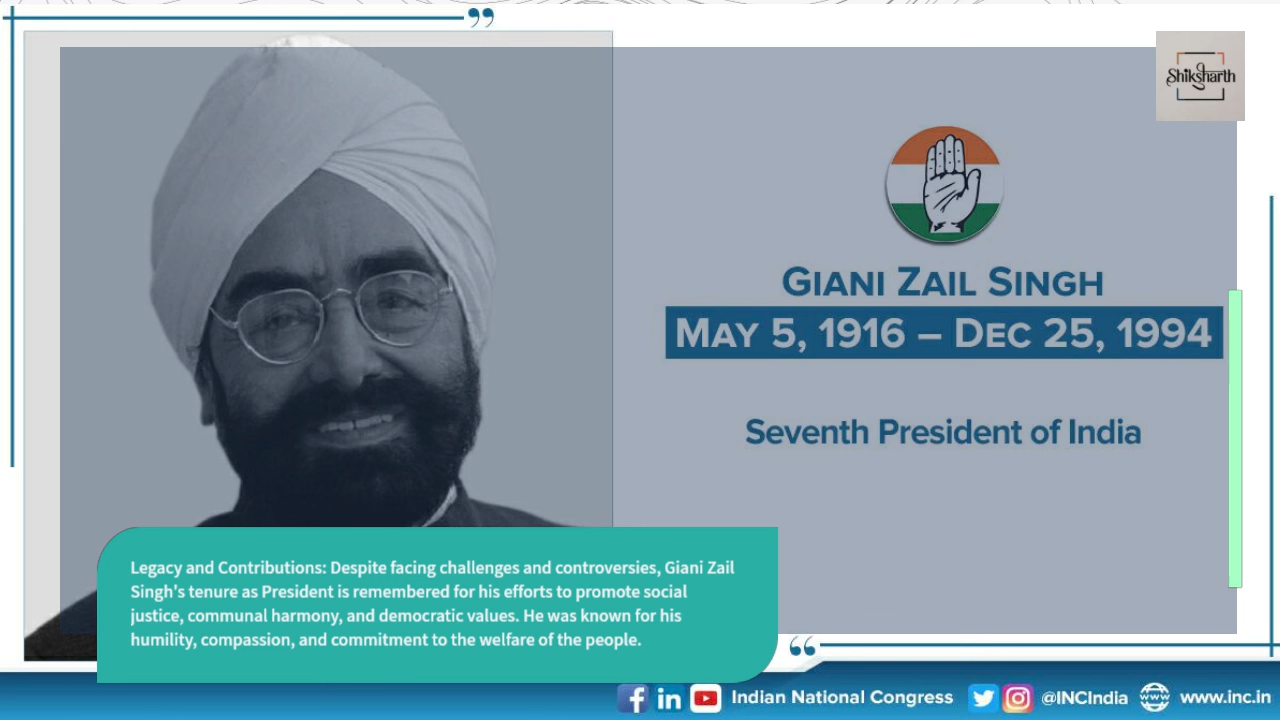 Shiksharth
GIANI ZAIL SINGH
MAY 5, 1916 – DEC 25, 1994
Seventh President of India
Legacy and Contributions: Despite facing challenges and controversies, Giani Zail
Singh's tenure as President is remembered for his efforts to promote social
justice, communal harmony, and democratic values. He was known for his
humility, compassion, and commitment to the welfare of the people.
Indian National Congress @INCIndia www www.inc.in